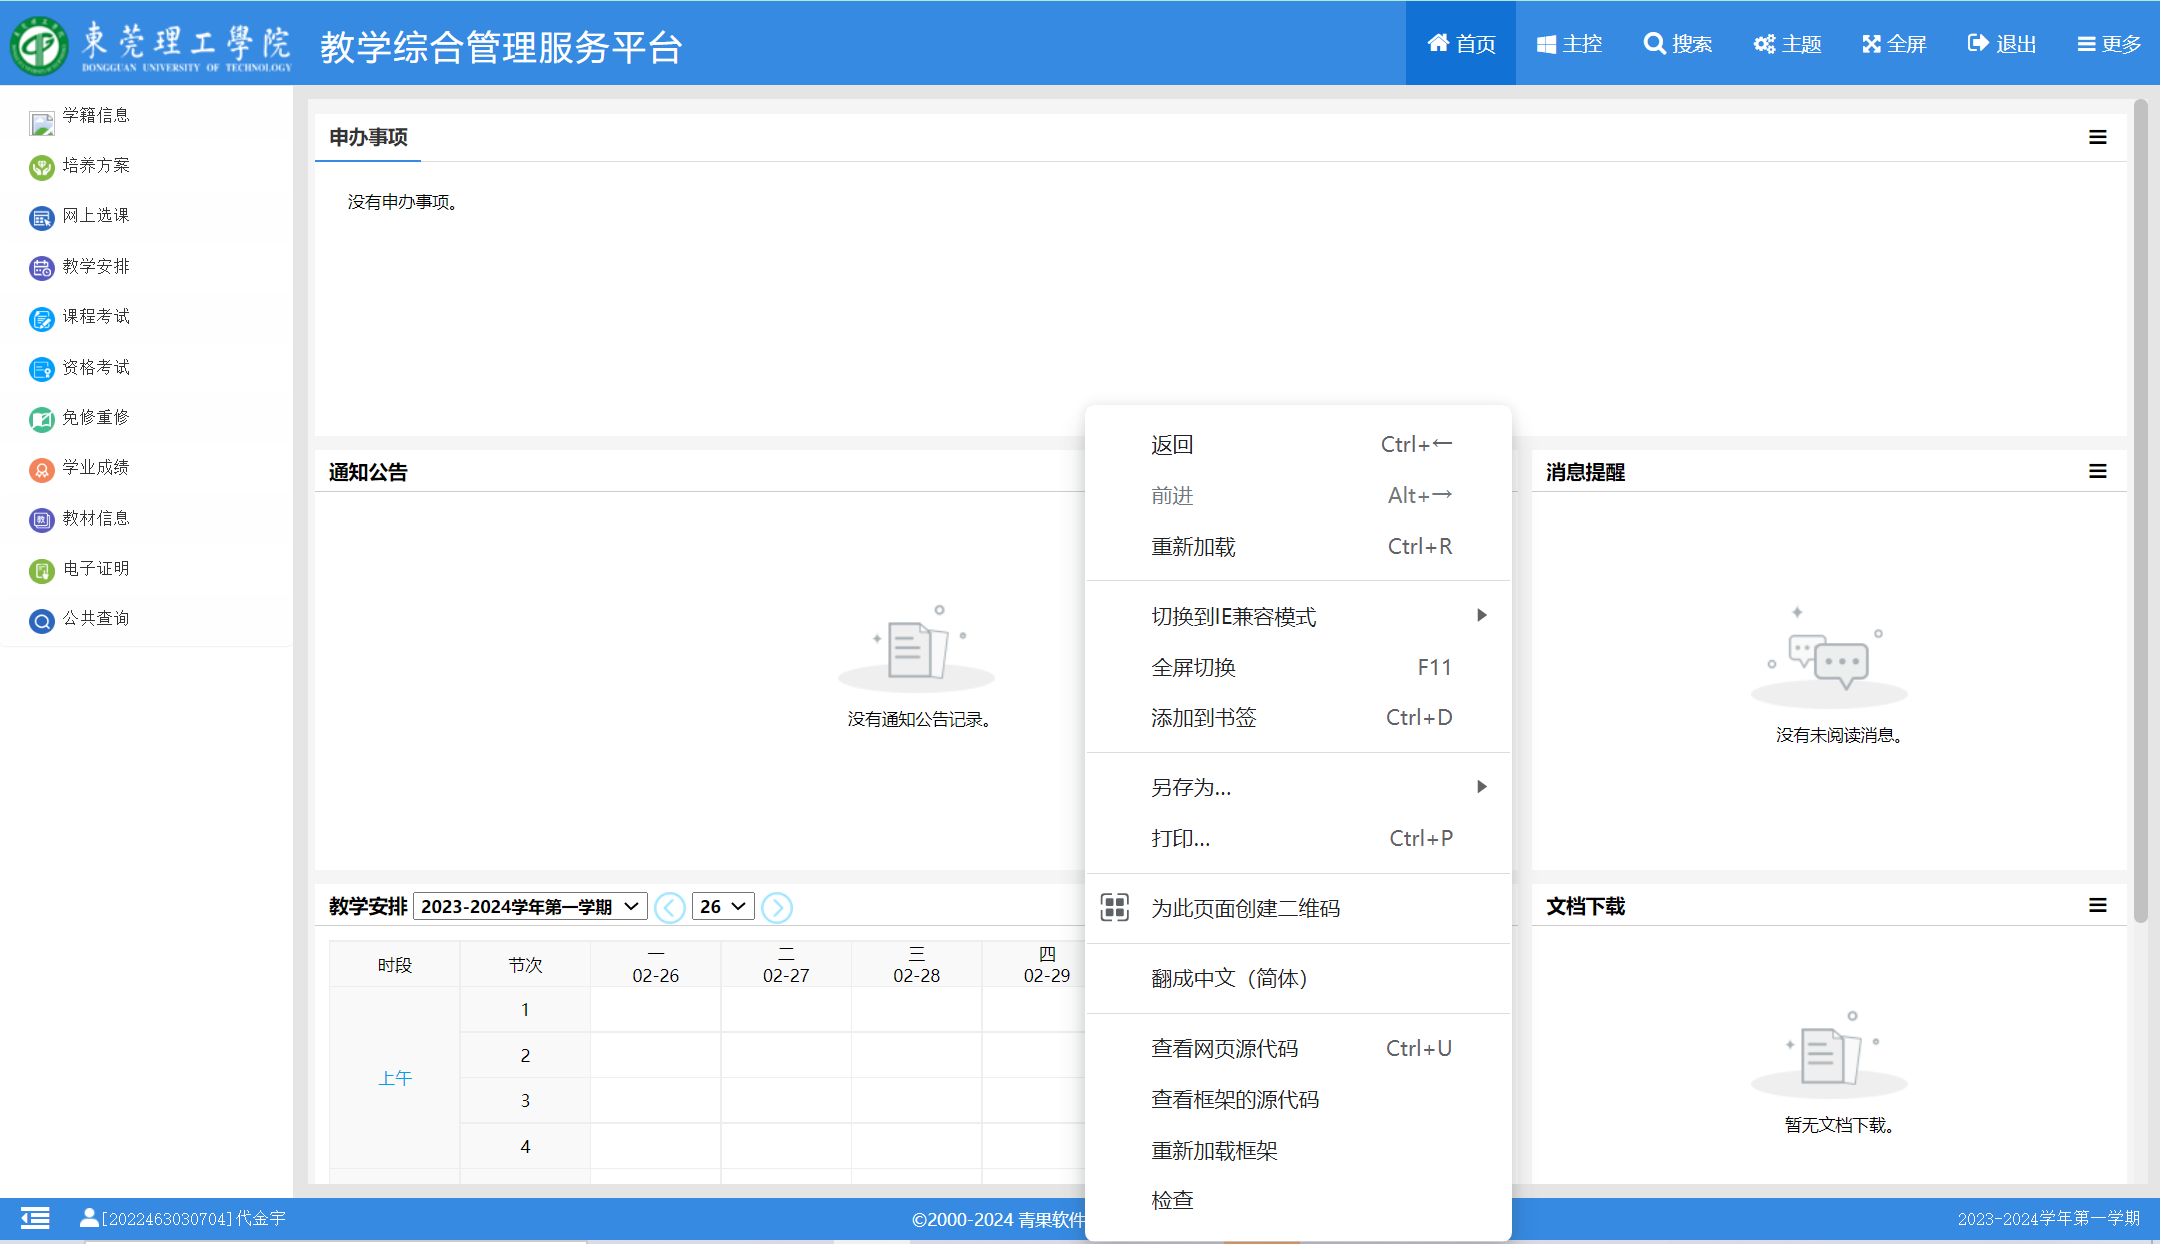 東莞理工學院
DONGGUAN UNIVERSITY OF TECHNOLOGY
教学综合管理服务平台
首页
主控
搜索
主题
全屏
退出
更多
学籍信息
培养方案
网上选课
教学安排
课程考试
资格考试
免修重修
学业成绩
教材信息
电子证明
公共查询
申办事项
没有申办事项。
通知公告
没有通知公告记录。
消息提醒
没有未阅读消息。
教学安排 2023-2024学年第一学期 26
时段 节次 一 二 三 四
02-26 02-27 02-28 02-29
上午
1
2
3
4
文档下载
暂无文档下载。
返回 Ctrl+←
前进 Alt+→
重新加载 Ctrl+R
切换到IE兼容模式
全屏切换 F11
添加到书签 Ctrl+D
另存为...
打印... Ctrl+P
为此页面创建二维码
翻成中文（简体）
查看网页源代码 Ctrl+U
查看框架的源代码
重新加载框架
检查
[2022463030704]代金宇
©2000-2024 青果软件
2023-2024学年第一学期